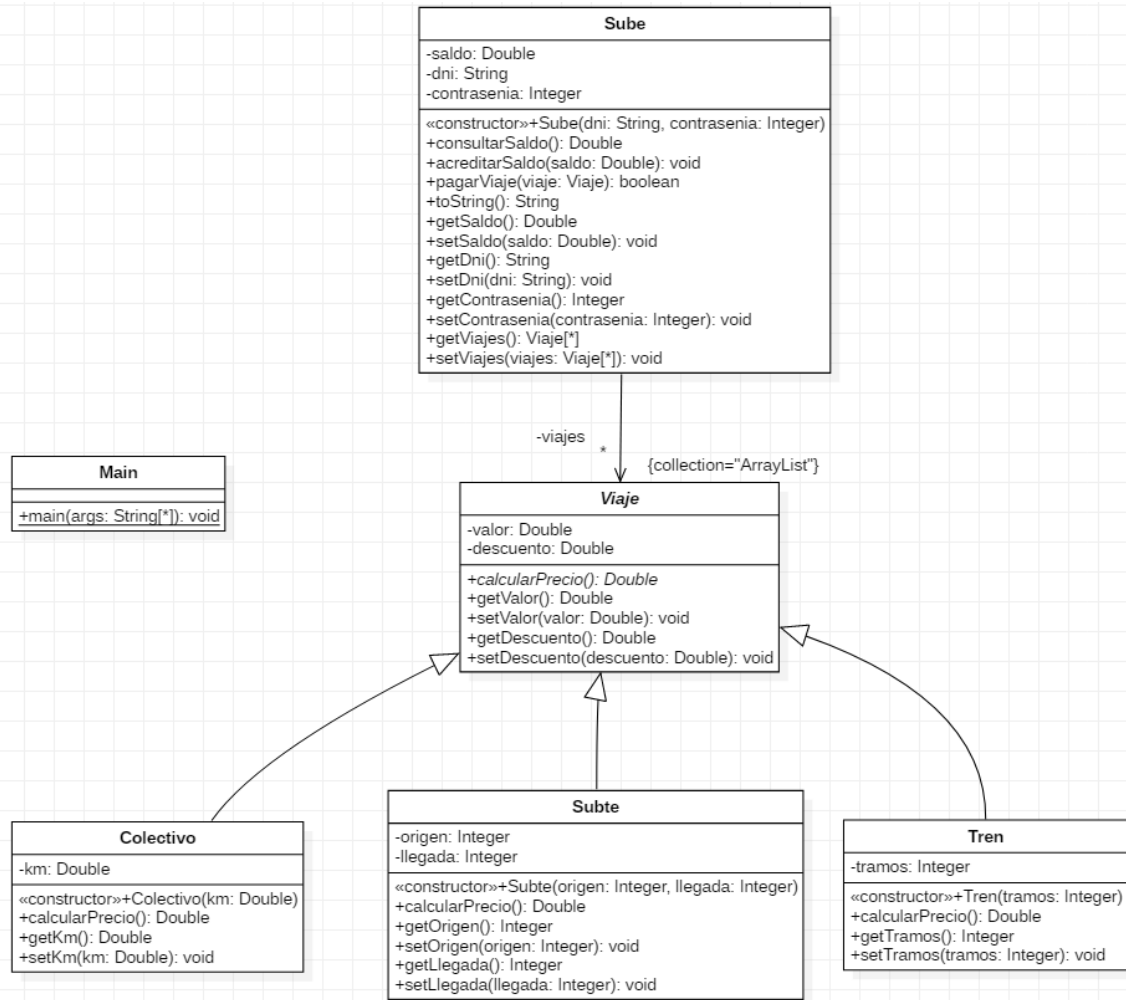 Sube
-saldo: Double
-dni: String
-contrasenia: Integer
«constructor»+Sube(dni: String, contrasenia: Integer)
+consultarSaldo(): Double
+acreditarSaldo(saldo: Double): void
+pagarViaje(viaje: Viaje): boolean
+toString(): String
+getSaldo(): Double
+setSaldo(saldo: Double): void
+getDni(): String
+setDni(dni: String): void
+getContrasenia(): Integer
+setContrasenia(contrasenia: Integer): void
+getViajes(): Viaje[*]
+setViajes(viajes: Viaje[*]): void
-viajes
*
{collection="ArrayList"}
Main
+main(args: String[*]): void
Viaje
-valor: Double
-descuento: Double
+calcularPrecio(): Double
+getValor(): Double
+setValor(valor: Double): void
+getDescuento(): Double
+setDescuento(descuento: Double): void
Colectivo
-km: Double
«constructor»+Colectivo(km: Double)
+calcularPrecio(): Double
+getKm(): Double
+setKm(km: Double): void
Subte
-origen: Integer
-llegada: Integer
«constructor»+Subte(origen: Integer, llegada: Integer)
+calcularPrecio(): Double
+getOrigen(): Integer
+setOrigen(origen: Integer): void
+getLlegada(): Integer
+setLlegada(llegada: Integer): void
Tren
-tramos: Integer
«constructor»+Tren(tramos: Integer)
+calcularPrecio(): Double
+getTramos(): Integer
+setTramos(tramos: Integer): void